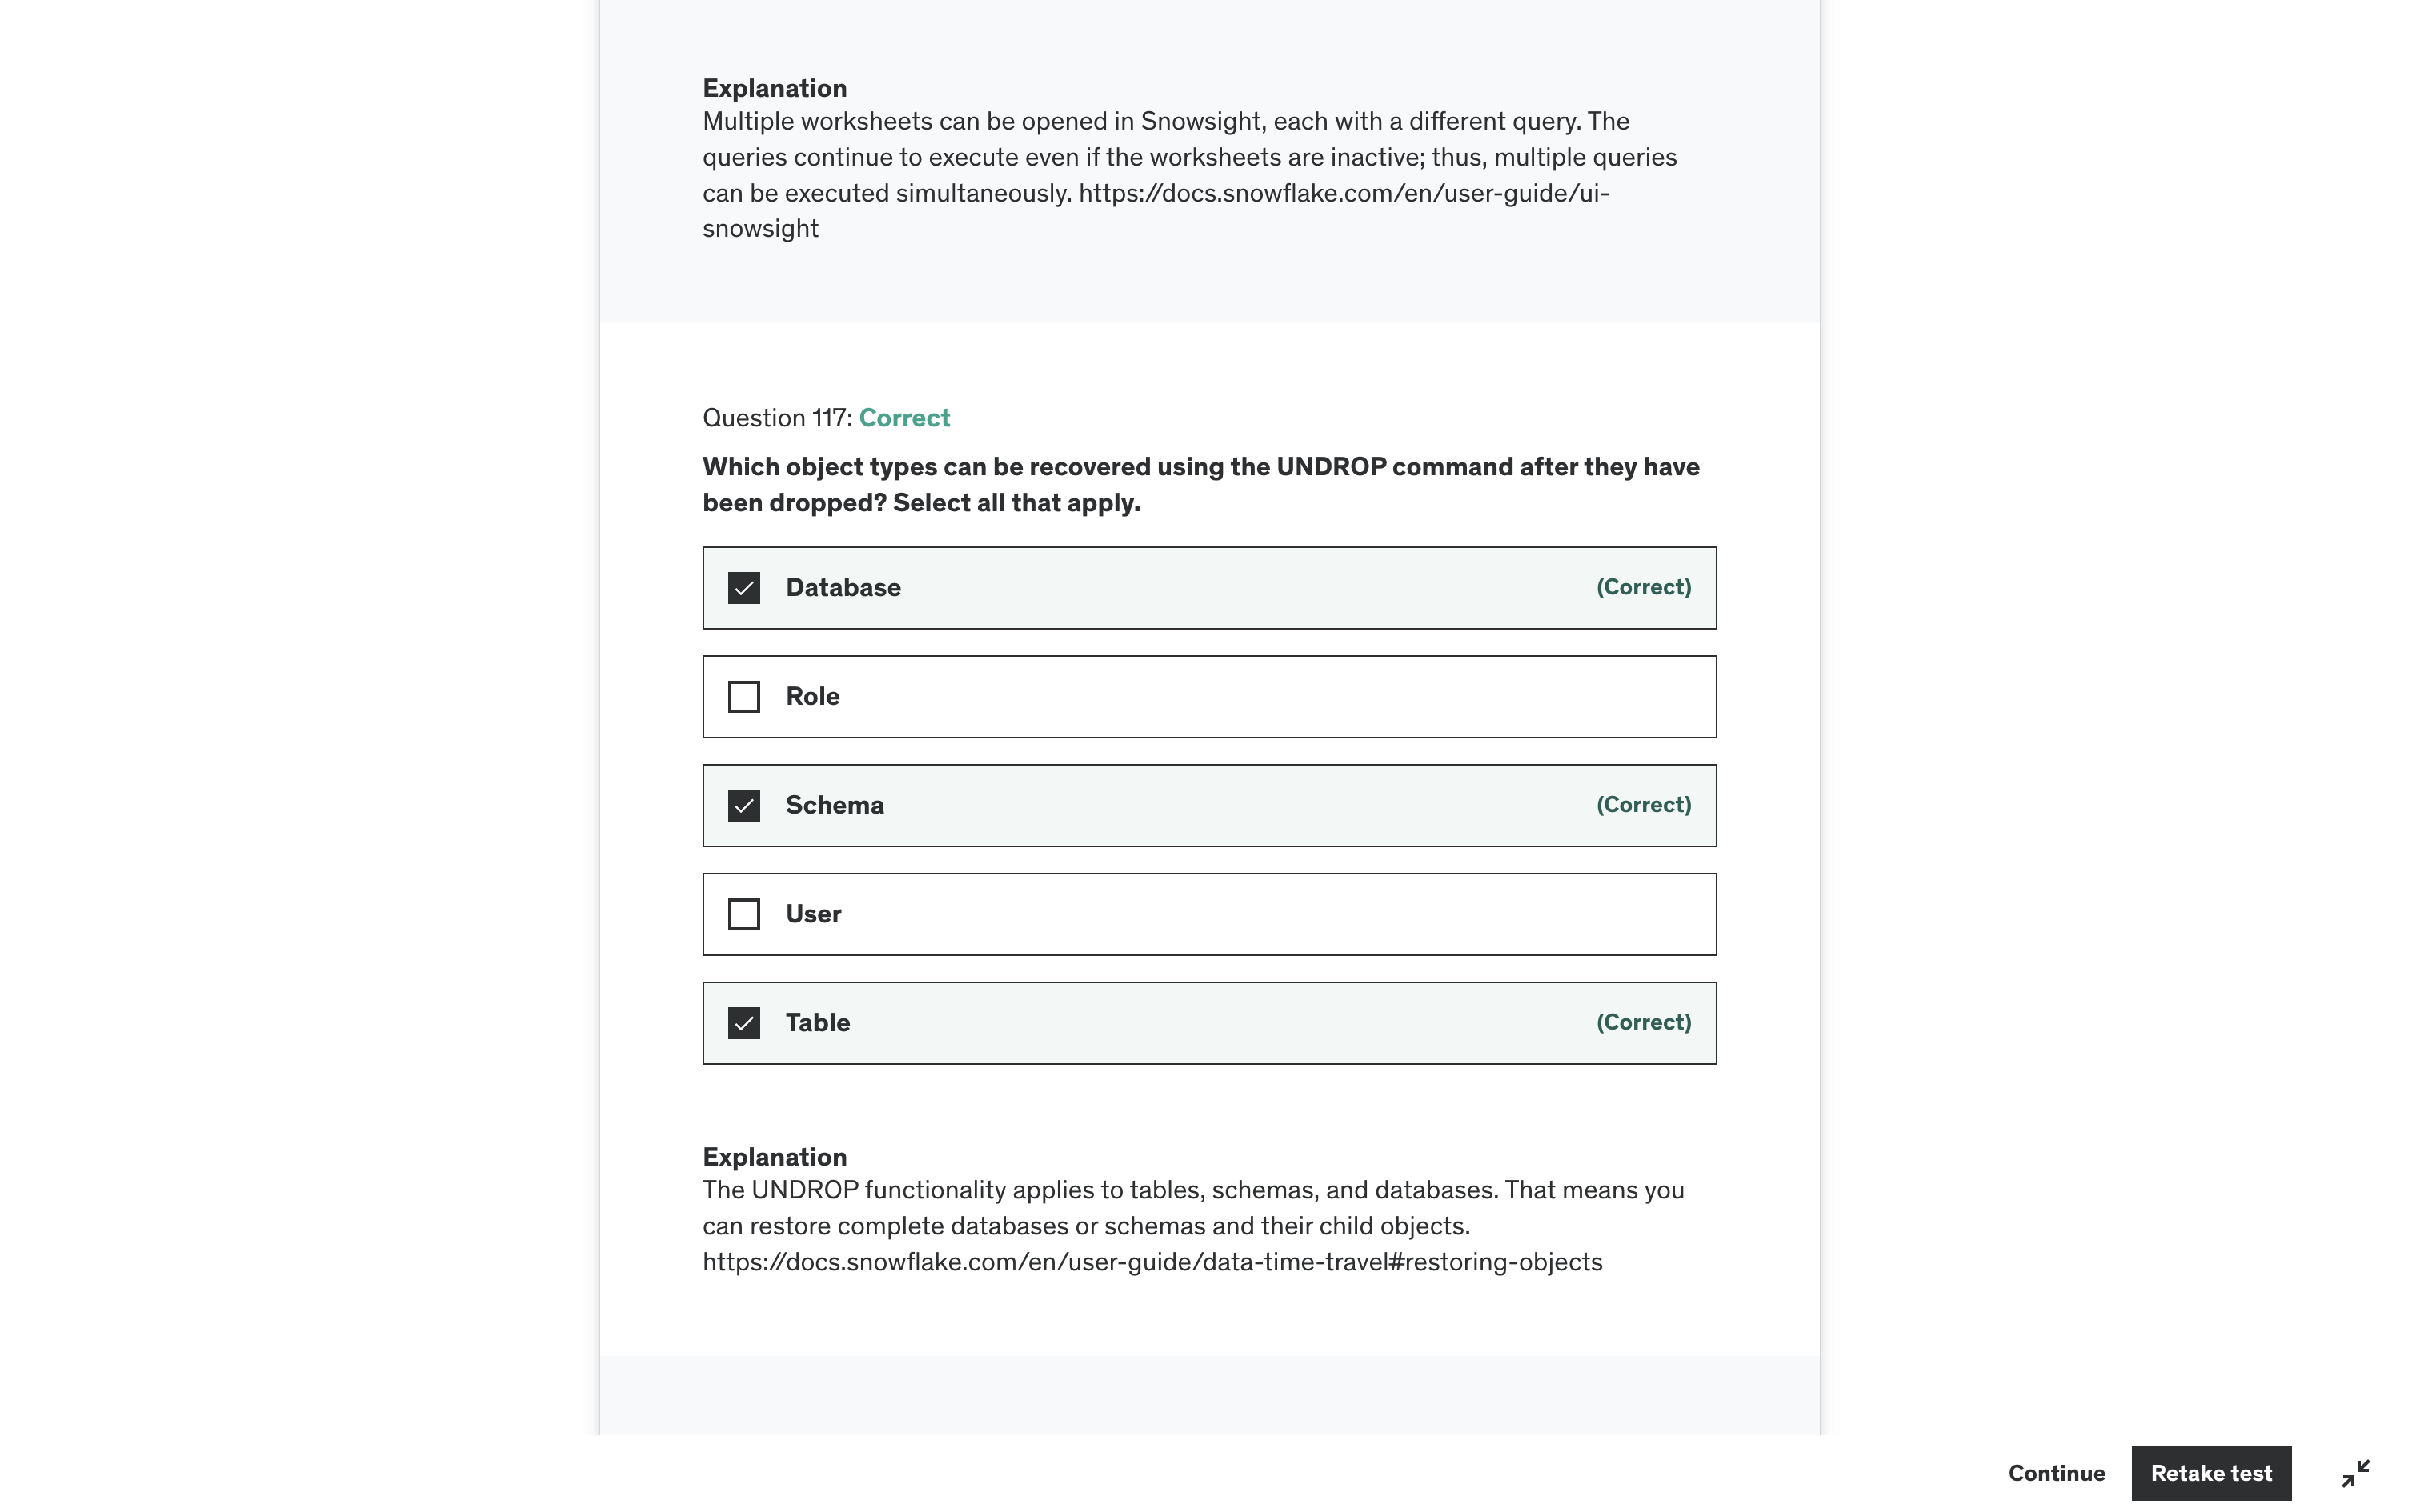 Explanation
Multiple worksheets can be opened in Snowsight, each with a different query. The
queries continue to execute even if the worksheets are inactive; thus, multiple queries
can be executed simultaneously. https://docs.snowflake.com/en/user-guide/ui-
snowsight
Question 117: Correct
Which object types can be recovered using the UNDROP command after they have
been dropped? Select all that apply.
Database (Correct)
Role
Schema (Correct)
User
Table (Correct)
Explanation
The UNDROP functionality applies to tables, schemas, and databases. That means you
can restore complete databases or schemas and their child objects.
https://docs.snowflake.com/en/user-guide/data-time-travel#restoring-objects
Continue Retake test